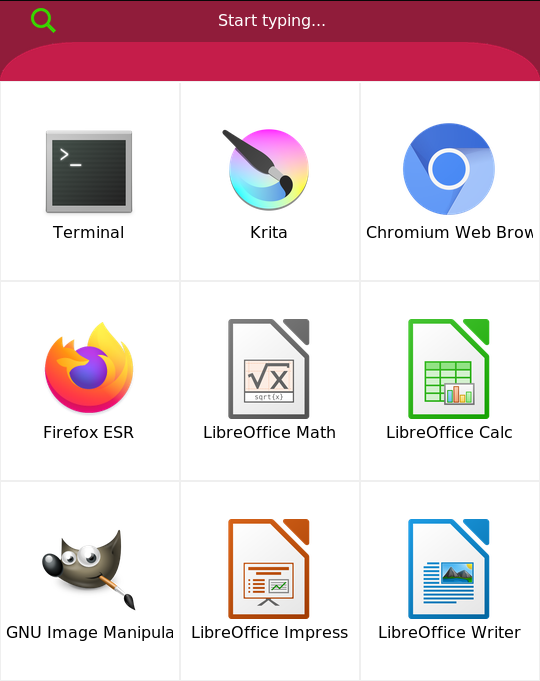 Start typing...
>_
Terminal
Krita
Chromium Web Brow
Firefox ESR
√x
sqrt{x}
LibreOffice Math
LibreOffice Calc
GNU Image Manipula
LibreOffice Impress
LibreOffice Writer